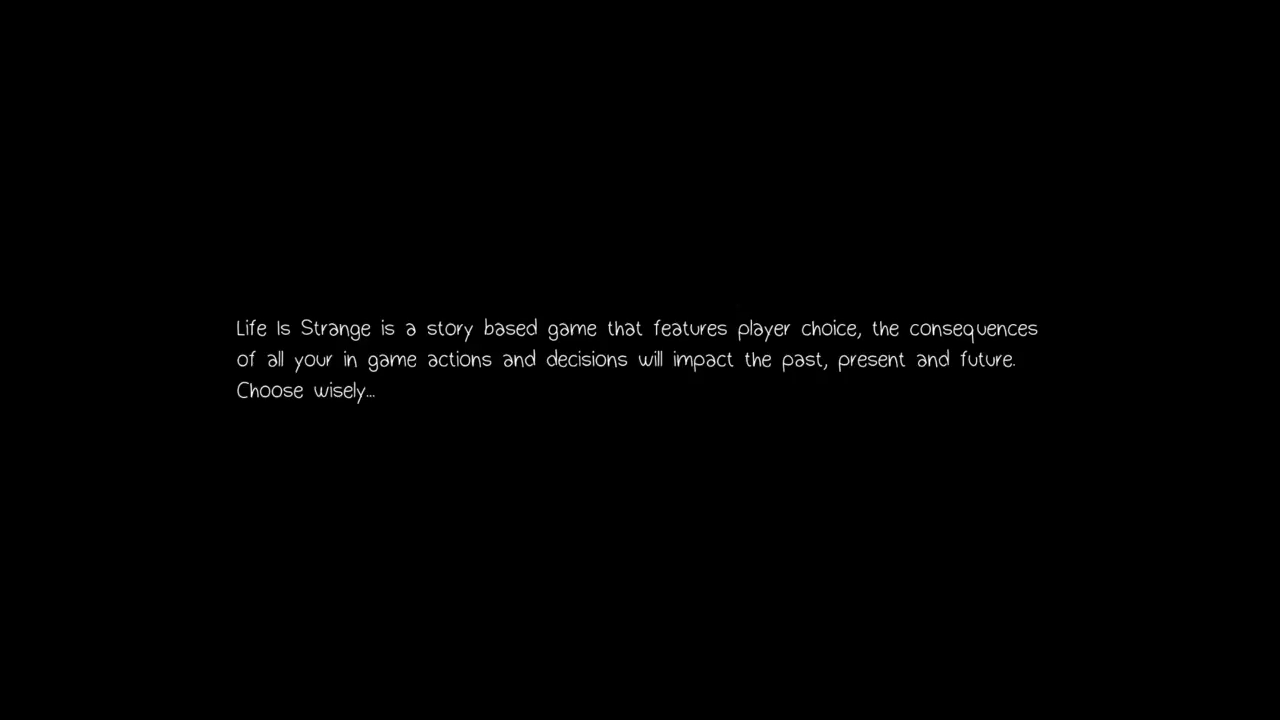 Life Is Strange is a story based game that features player choice, the consequences
of all your in game actions and decisions will impact the past, present and future.
Choose wisely...